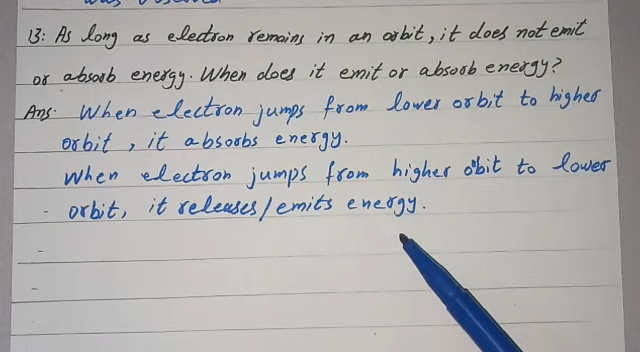 13: As long as electron remains in an orbit, it does not emit
or absorb energy. When does it emit or absorb energy?
Ans: When electron jumps from lower orbit to higher
orbit, it absorbs energy.
When electron jumps from higher obit to lower
orbit, it releases/emits energy.